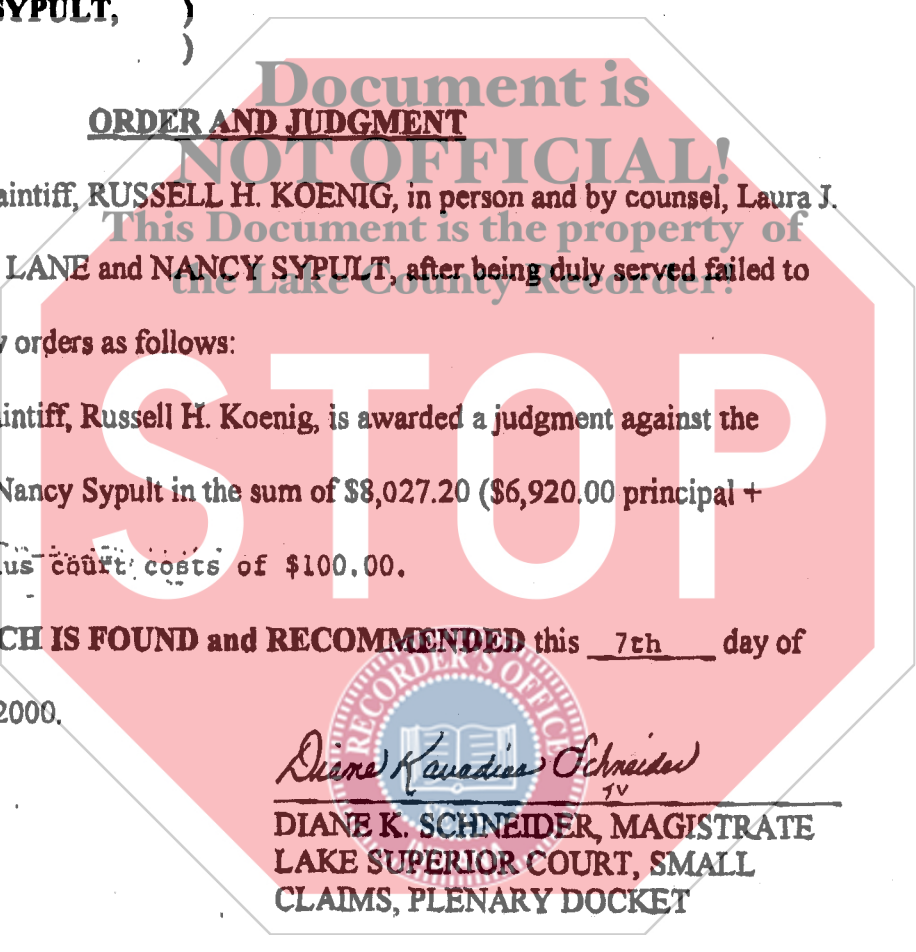 SYPULT, )
)
Document is
ORDER AND JUDGMENT
NOT OFFICIAL!
aintiff, RUSSELL H. KOENIG, in person and by counsel, Laura J.
This Document is the property of
LANE and NANCY SYPULT, after being duly served failed to
the Lake County Recorder!
orders as follows:
STOP
intiff, Russell H. Koenig, is awarded a judgment against the
Nancy Sypult in the sum of $8,027.20 ($6,920.00 principal +
us court costs of $100.00.
CH IS FOUND and RECOMMENDED this 7th day of
2000.
RECORDER'S OFFICE
Diane Kavadias Schneider
TV
SEAL
DIANE K. SCHNEIDER, MAGISTRATE
LAKE SUPERIOR COURT, SMALL
CLAIMS, PLENARY DOCKET